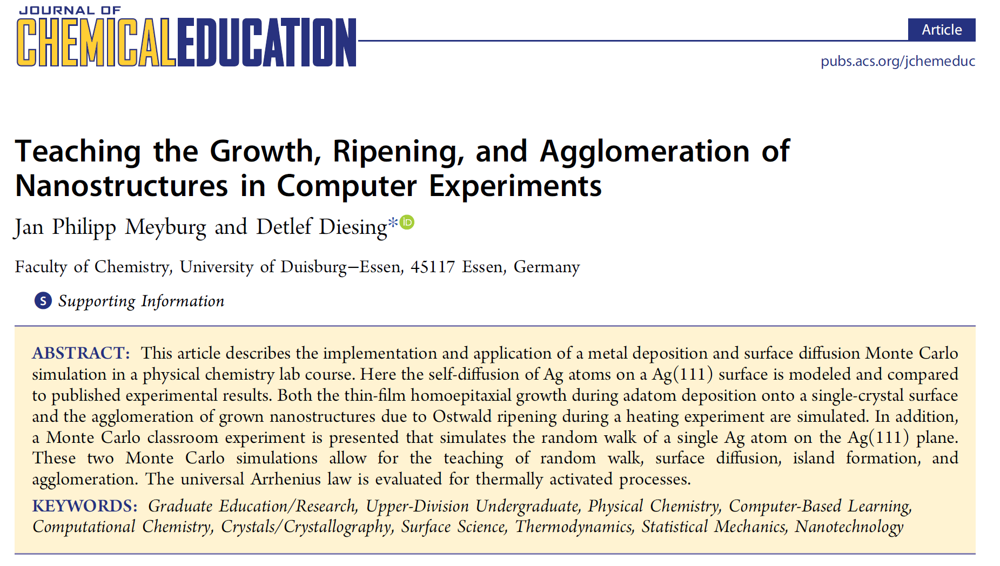 JOURNAL OF
CHEMICALEDUCATION
Article
pubs.acs.org/jchemeduc
Teaching the Growth, Ripening, and Agglomeration of
Nanostructures in Computer Experiments
Jan Philipp Meyburg and Detlef Diesing* iD
Faculty of Chemistry, University of Duisburg−Essen, 45117 Essen, Germany
S Supporting Information
ABSTRACT: This article describes the implementation and application of a metal deposition and surface diffusion Monte Carlo
simulation in a physical chemistry lab course. Here the self-diffusion of Ag atoms on a Ag(111) surface is modeled and compared
to published experimental results. Both the thin-film homoepitaxial growth during adatom deposition onto a single-crystal surface
and the agglomeration of grown nanostructures due to Ostwald ripening during a heating experiment are simulated. In addition,
a Monte Carlo classroom experiment is presented that simulates the random walk of a single Ag atom on the Ag(111) plane.
These two Monte Carlo simulations allow for the teaching of random walk, surface diffusion, island formation, and
agglomeration. The universal Arrhenius law is evaluated for thermally activated processes.
KEYWORDS: Graduate Education/Research, Upper-Division Undergraduate, Physical Chemistry, Computer-Based Learning,
Computational Chemistry, Crystals/Crystallography, Surface Science, Thermodynamics, Statistical Mechanics, Nanotechnology